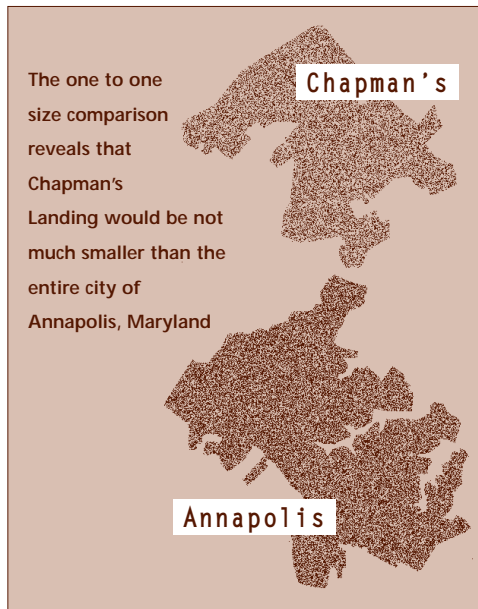 The one to one
size comparison
reveals that
Chapman's
Landing would be not
much smaller than the
entire city of
Annapolis, Maryland
Chapman's
Annapolis